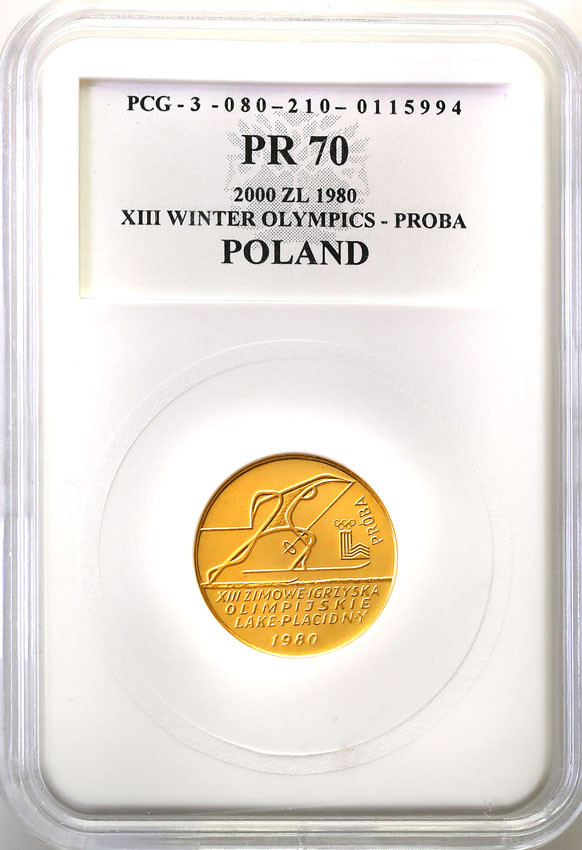 PCG - 3 - 080 - 210 - 0115994
PR 70
2000 ZL 1980
XIII WINTER OLYMPICS - PROBA
POLAND
PRÓBA
XIII ZIMOWE IGRZYSKA
OLIMPIJSKIE
LAKE-PLACID NY
1980